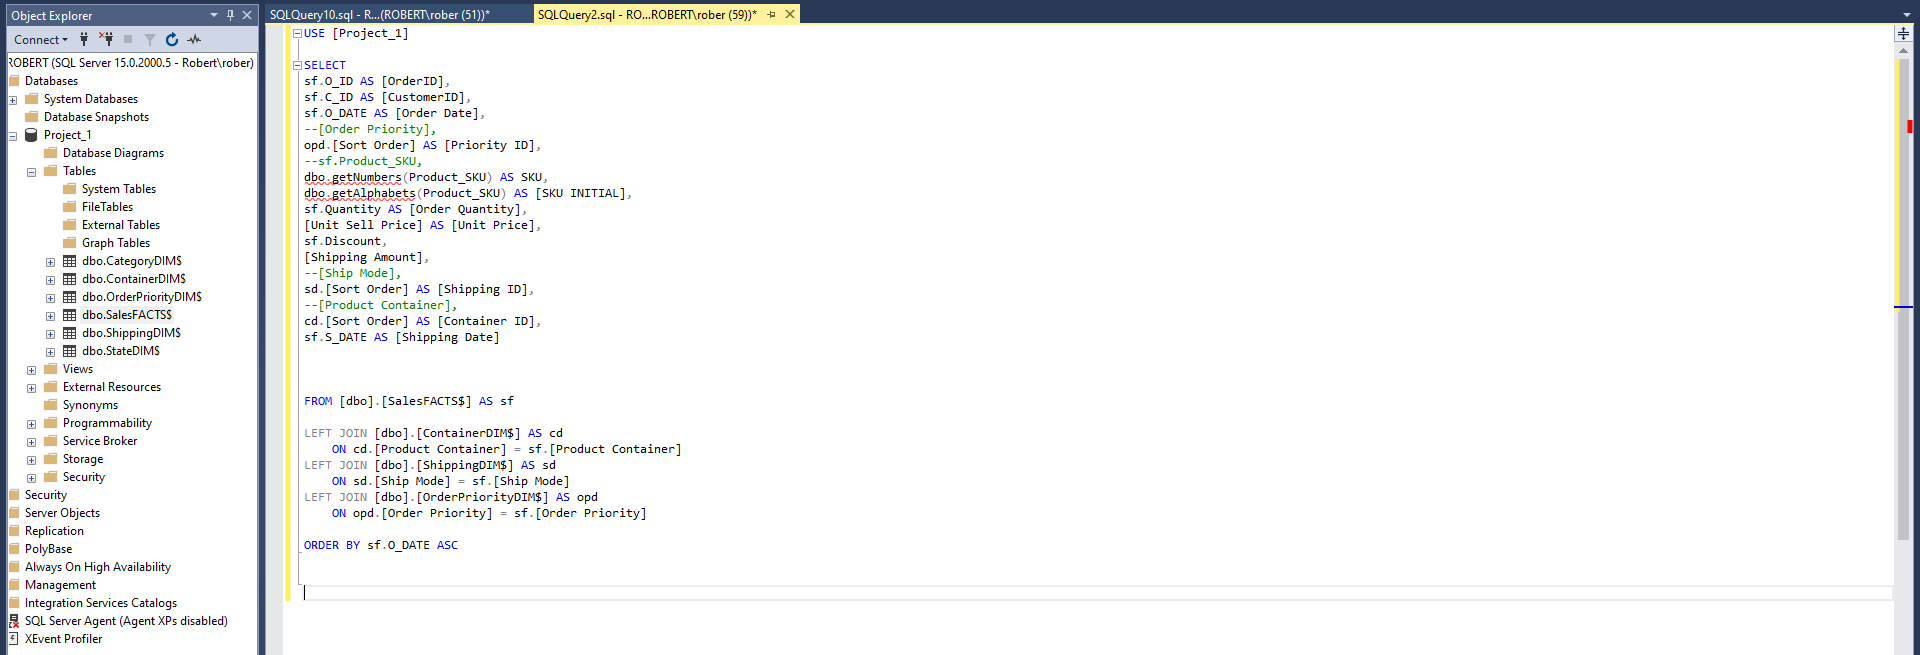 Object Explorer
Connect
ROBERT (SQL Server 15.0.2000.5 - Robert\rober)
Databases
System Databases
Database Snapshots
Project_1
Database Diagrams
Tables
System Tables
FileTables
External Tables
Graph Tables
dbo.CategoryDIM$
dbo.ContainerDIM$
dbo.OrderPriorityDIM$
dbo.SalesFACTS$
dbo.ShippingDIM$
dbo.StateDIM$
Views
External Resources
Synonyms
Programmability
Service Broker
Storage
Security
Security
Server Objects
Replication
PolyBase
Always On High Availability
Management
Integration Services Catalogs
SQL Server Agent (Agent XPs disabled)
XEvent Profiler
SQLQuery10.sql - R...(ROBERT\rober (51))*
SQLQuery2.sql - RO...ROBERT\rober (59))*
USE [Project_1]
SELECT
sf.O_ID AS [OrderID],
sf.C_ID AS [CustomerID],
sf.O_DATE AS [Order Date],
--[Order Priority],
opd.[Sort Order] AS [Priority ID],
--sf.Product_SKU,
dbo.getNumbers(Product_SKU) AS SKU,
dbo.getAlphabets(Product_SKU) AS [SKU INITIAL],
sf.Quantity AS [Order Quantity],
[Unit Sell Price] AS [Unit Price],
sf.Discount,
[Shipping Amount],
--[Ship Mode],
sd.[Sort Order] AS [Shipping ID],
--[Product Container],
cd.[Sort Order] AS [Container ID],
sf.S_DATE AS [Shipping Date]
FROM [dbo].[SalesFACTS$] AS sf
LEFT JOIN [dbo].[ContainerDIM$] AS cd
ON cd.[Product Container] = sf.[Product Container]
LEFT JOIN [dbo].[ShippingDIM$] AS sd
ON sd.[Ship Mode] = sf.[Ship Mode]
LEFT JOIN [dbo].[OrderPriorityDIM$] AS opd
ON opd.[Order Priority] = sf.[Order Priority]
ORDER BY sf.O_DATE ASC